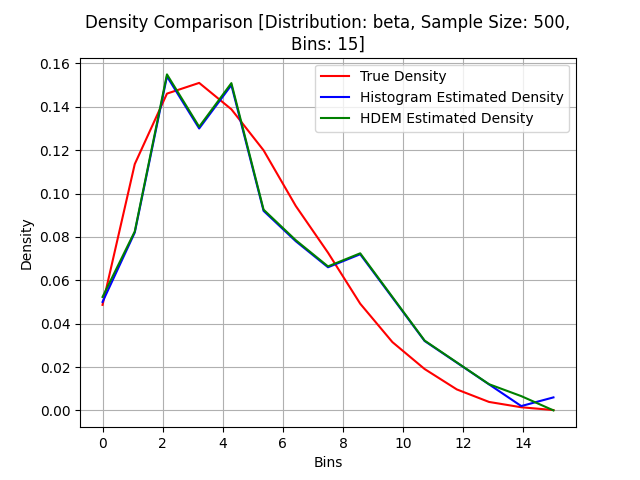 Density Comparison [Distribution: beta, Sample Size: 500,
Bins: 15]
True Density
Histogram Estimated Density
HDEM Estimated Density
Density
0.16
0.14
0.12
0.10
0.08
0.06
0.04
0.02
0.00
0 2 4 6 8 10 12 14
Bins